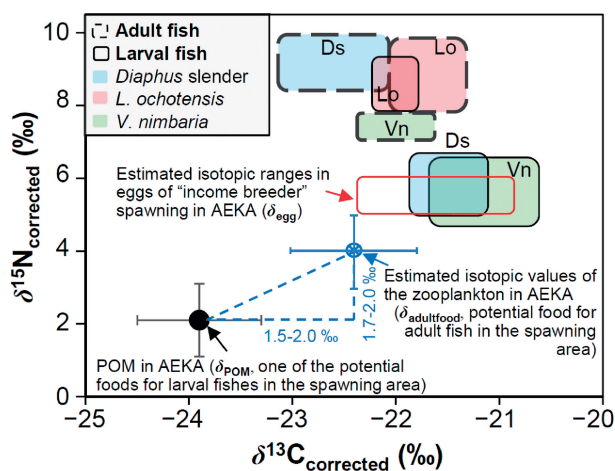 10
8
6
4
2
0
δ15Ncorrected (‰)
Adult fish
Larval fish
Diaphus slender
L. ochotensis
V. nimbaria
Ds
Lo
Lo
Vn
Ds
Vn
Estimated isotopic ranges in
eggs of “income breeder”
spawning in AEKA (δegg)
Estimated isotopic values of
the zooplankton in AEKA
(δadultfood, potential food for
adult fish in the spawning
area)
1.7-2.0 ‰
1.5-2.0 ‰
POM in AEKA (δPOM, one of the potential
foods for larval fishes in the spawning area)
−25
−24
−23
−22
−21
−20
δ13Ccorrected (‰)